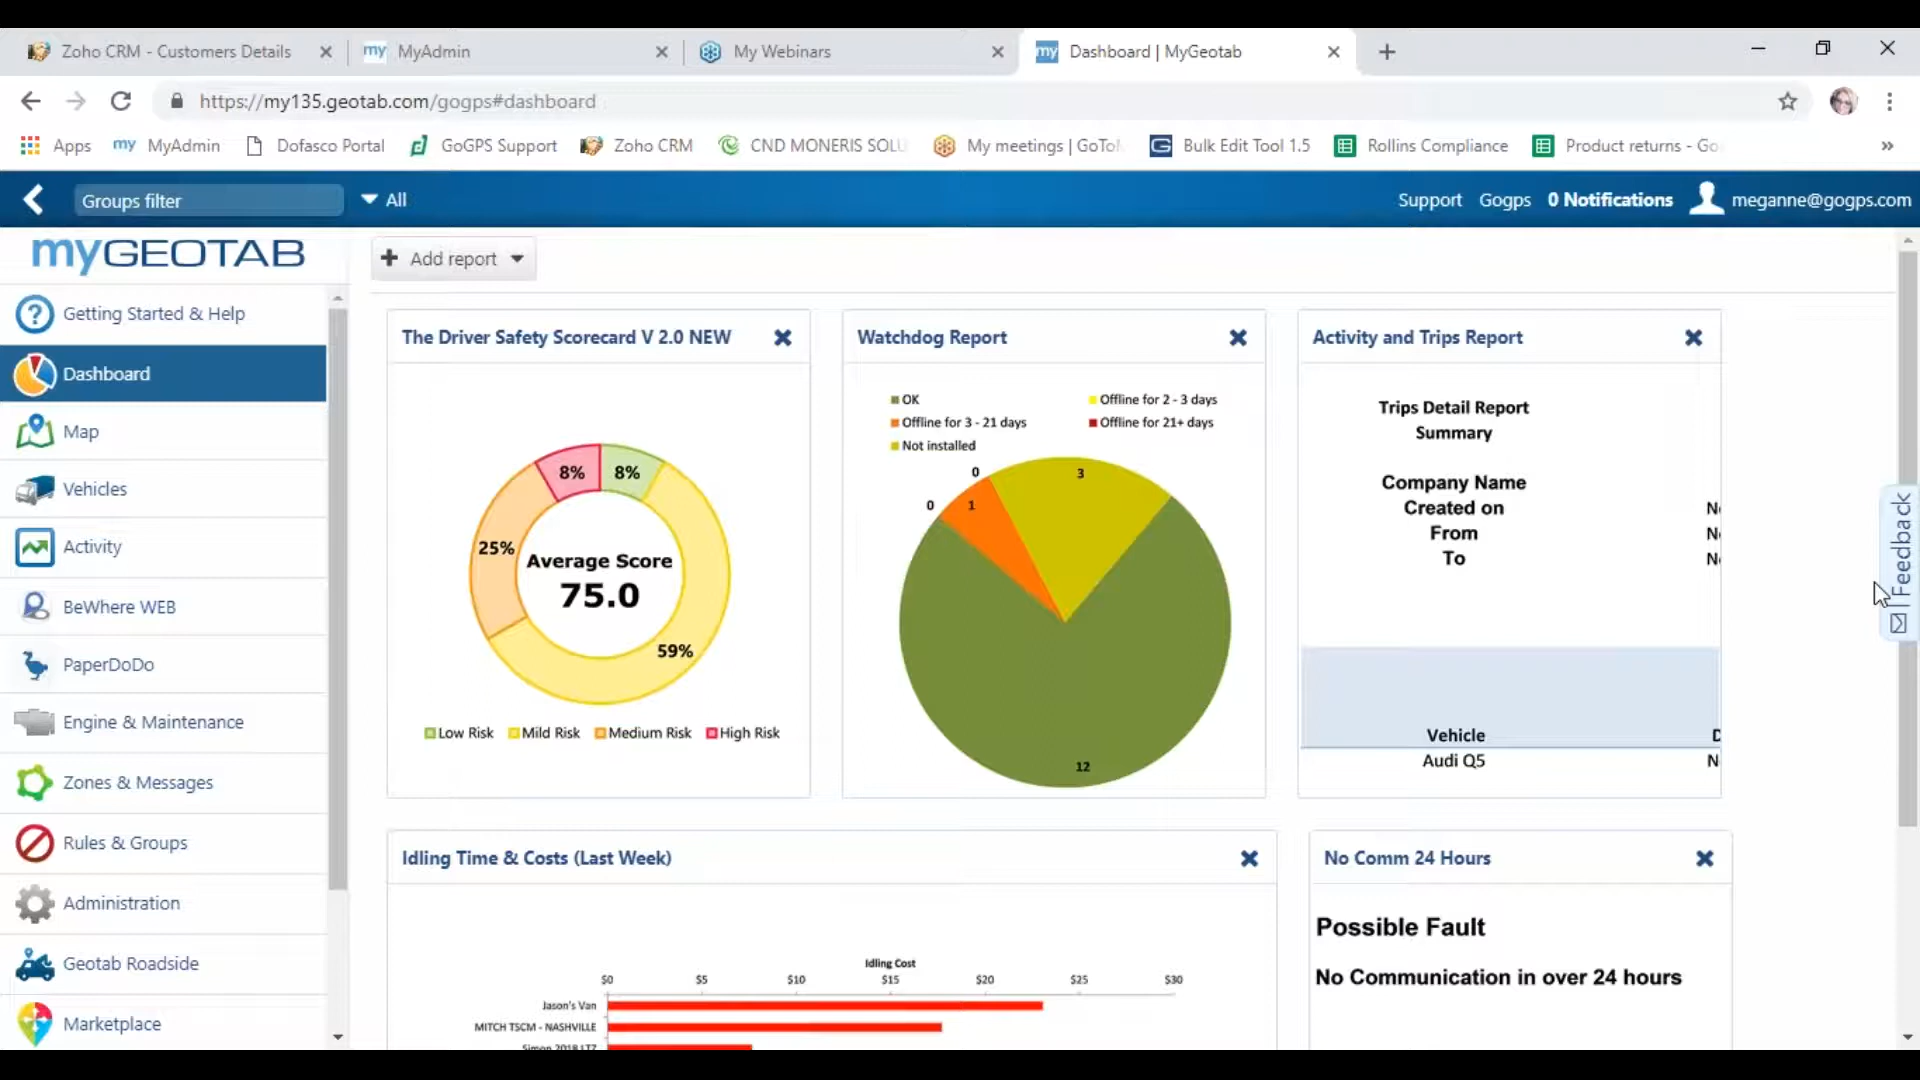 Zoho CRM - Customers Details
my MyAdmin
My Webinars
my Dashboard | MyGeotab
https://my135.geotab.com/gogps#dashboard
Apps
my MyAdmin
Dofasco Portal
GoGPS Support
Zoho CRM
CND MONERIS SOLU
My meetings | GoTo
Bulk Edit Tool 1.5
Rollins Compliance
Product returns - Go
Groups filter
All
Support
Gogps
0 Notifications
meganne@gogps.com
myGEOTAB
Getting Started & Help
Dashboard
Map
Vehicles
Activity
BeWhere WEB
PaperDoDo
Engine & Maintenance
Zones & Messages
Rules & Groups
Administration
Geotab Roadside
Marketplace
Add report
The Driver Safety Scorecard V 2.0 NEW
8%
8%
25%
59%
Average Score
75.0
Low Risk Mild Risk Medium Risk High Risk
Watchdog Report
OK Offline for 2 - 3 days
Offline for 3 - 21 days Offline for 21+ days
Not installed
0
3
0
1
12
Activity and Trips Report
Trips Detail Report
Summary
Company Name
Created on
From
To
Vehicle
Audi Q5
Feedback
Idling Time & Costs (Last Week)
Idling Cost
$0 $5 $10 $15 $20 $25 $30
Jason's Van
MITCH TSCM - NASHVILLE
Simon 2018 LTZ
No Comm 24 Hours
Possible Fault
No Communication in over 24 hours